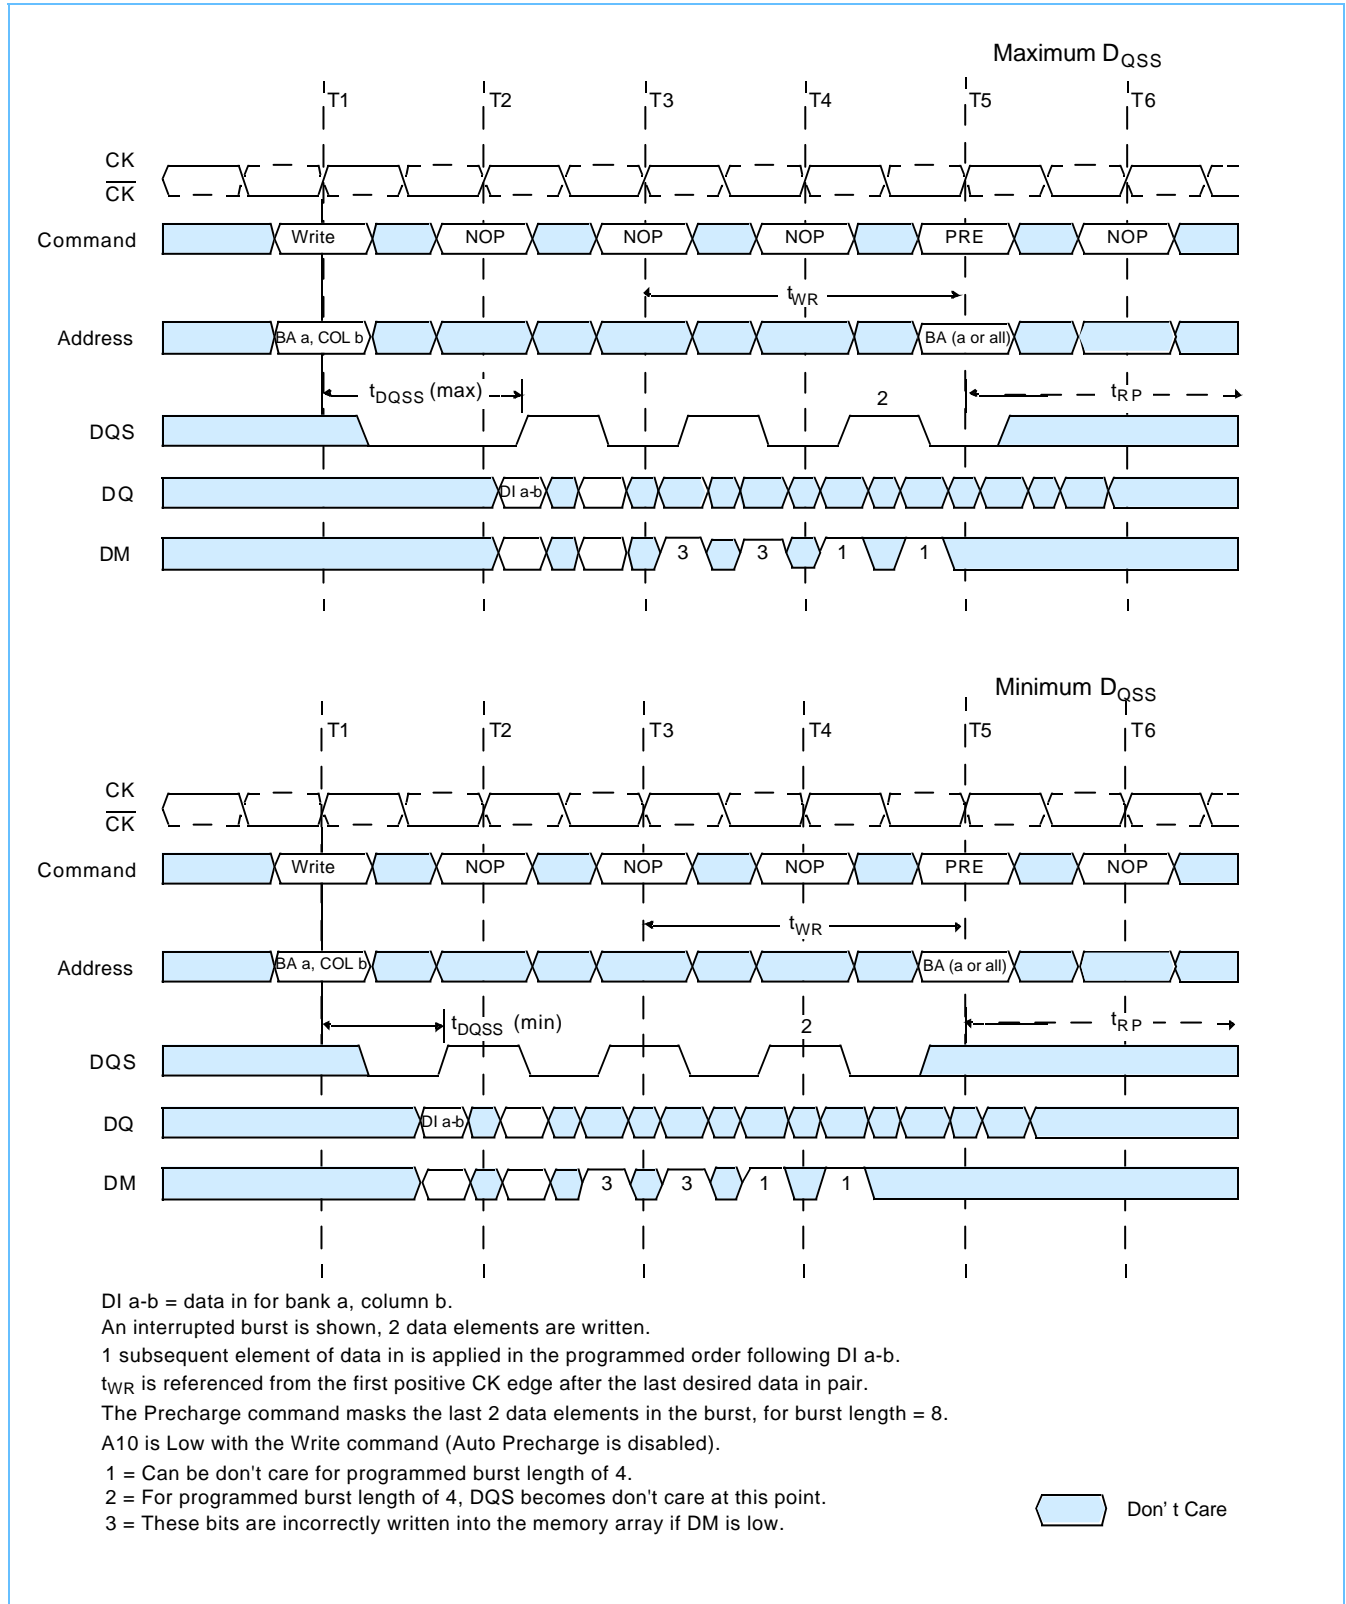 Maximum DQSS
T1 T2 T3 T4 T5 T6
CK
CK
Command Write NOP NOP NOP PRE NOP
tWR
Address BA a, COL b BA (a or all)
tDQSS (max) 2 tRP
DQS
DQ DI a-b
DM 3 3 1 1
Minimum DQSS
T1 T2 T3 T4 T5 T6
CK
CK
Command Write NOP NOP NOP PRE NOP
tWR
Address BA a, COL b BA (a or all)
tDQSS (min) 2 tRP
DQS
DQ DI a-b
DM 3 3 1 1
DI a-b = data in for bank a, column b.
An interrupted burst is shown, 2 data elements are written.
1 subsequent element of data in is applied in the programmed order following DI a-b.
tWR is referenced from the first positive CK edge after the last desired data in pair.
The Precharge command masks the last 2 data elements in the burst, for burst length = 8.
A10 is Low with the Write command (Auto Precharge is disabled).
1 = Can be don't care for programmed burst length of 4.
2 = For programmed burst length of 4, DQS becomes don't care at this point.
3 = These bits are incorrectly written into the memory array if DM is low.
Don' t Care